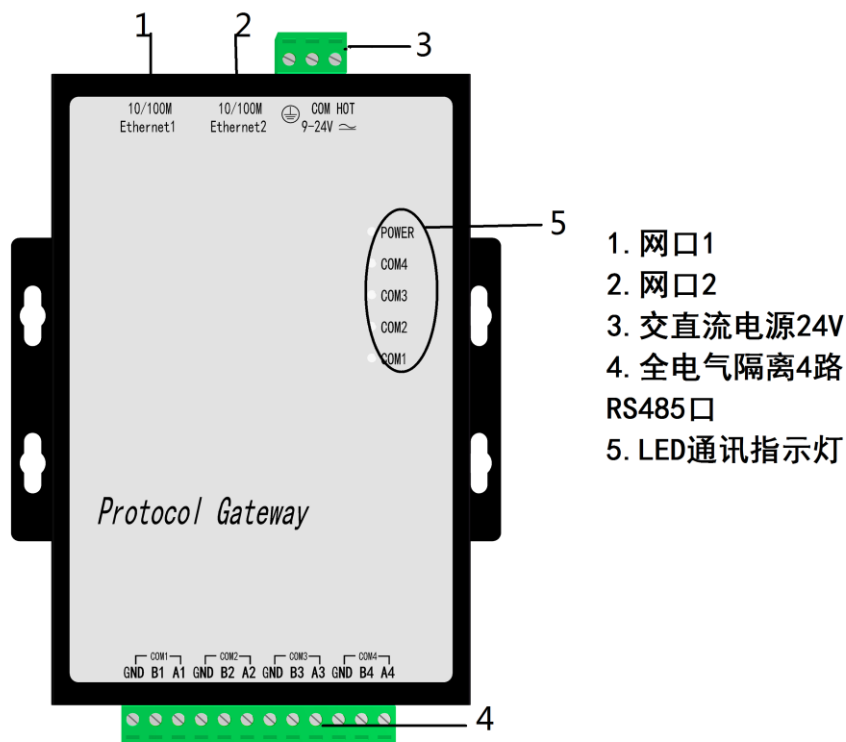 1 2 3
10/100M 10/100M COM HOT
Ethernet1 Ethernet2 9-24V
5
POWER
COM4
COM3
COM2
COM1
1. 网口1
2. 网口2
3. 交直流电源24V
4. 全电气隔离4路
RS485口
5. LED通讯指示灯
Protocol Gateway
COM1 COM2 COM3 COM4
GND B1 A1 GND B2 A2 GND B3 A3 GND B4 A4
4